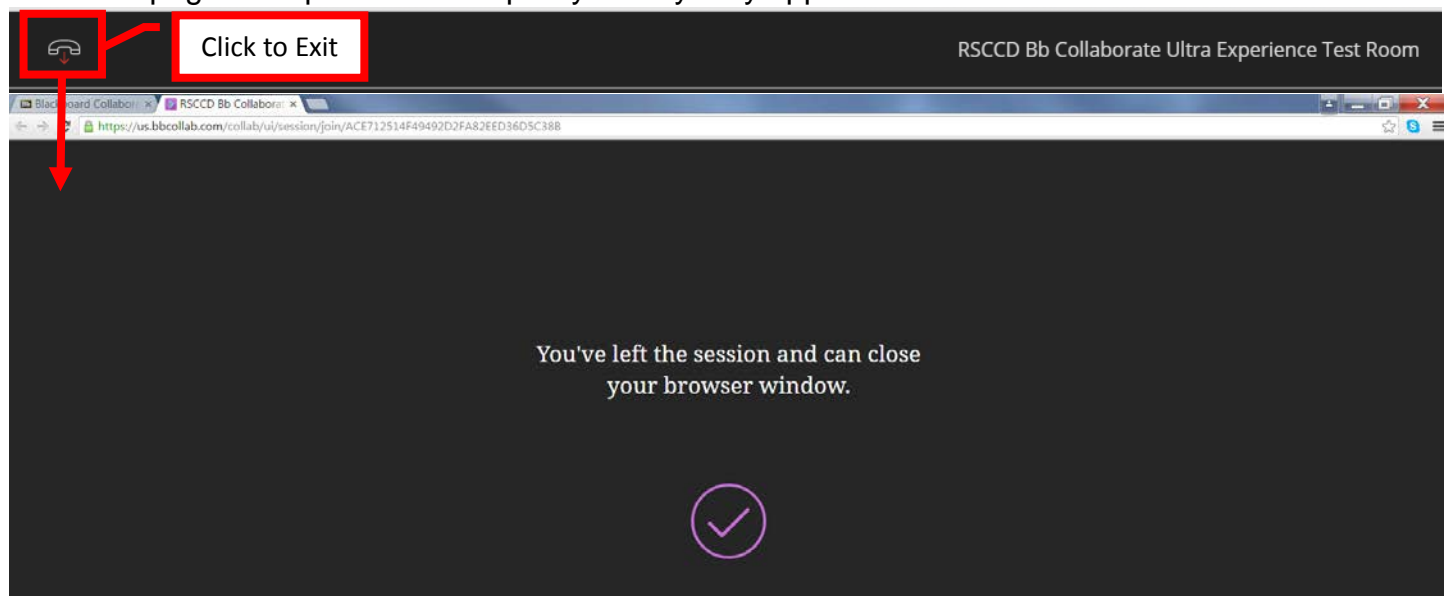 Click to Exit
RSCCD Bb Collaborate Ultra Experience Test Room
RSCCD Bb Collaborat
https://us.bbcollab.com/collab/ui/session/join/ACE712514F49492D2FA82EED36D5C388
You've left the session and can close
your browser window.